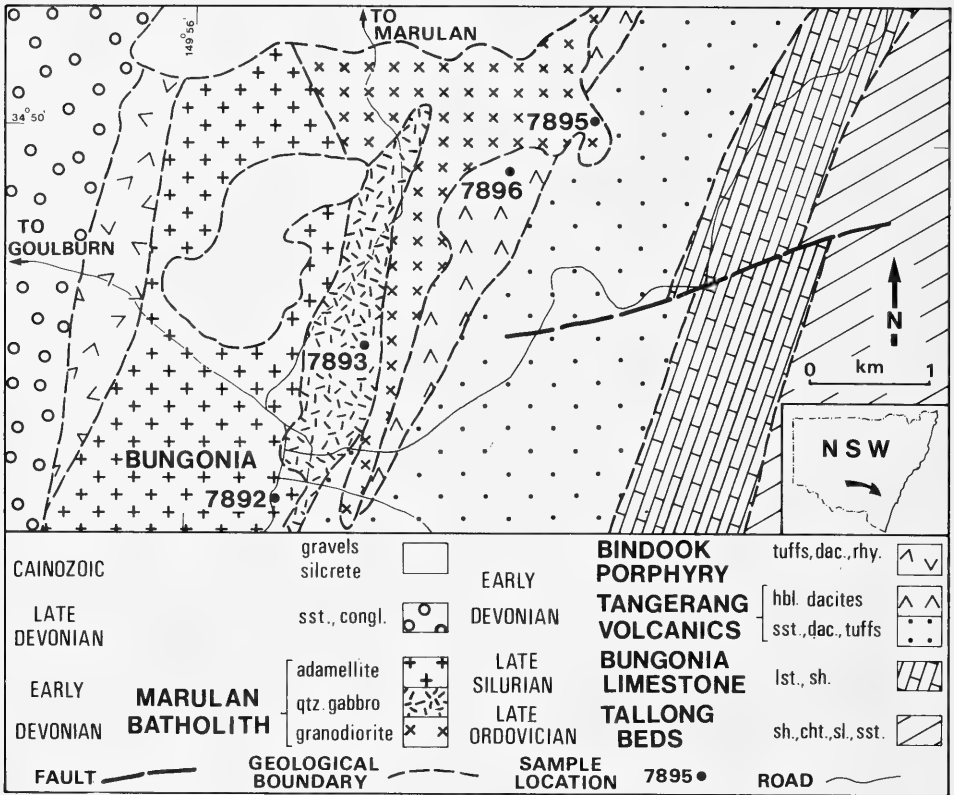 TO
MARULAN
149°56'
34°50'
7895
7896
TO
GOULBURN
N
0 km 1
7893
BUNGONIA
7892
NSW
CAINOZOIC
gravels
silcrete
LATE
DEVONIAN
sst., congl.
EARLY
DEVONIAN
MARULAN
BATHOLITH
adamellite
qtz. gabbro
granodiorite
EARLY
DEVONIAN
BINDOOK
PORPHYRY
tuffs, dac., rhy.
TANGERANG
VOLCANICS
hbl. dacites
sst., dac., tuffs
LATE
SILURIAN
BUNGONIA
LIMESTONE
lst., sh.
LATE
ORDOVICIAN
TALLONG
BEDS
sh., cht., sl., sst.
FAULT
GEOLOGICAL
BOUNDARY
SAMPLE
LOCATION
7895
ROAD